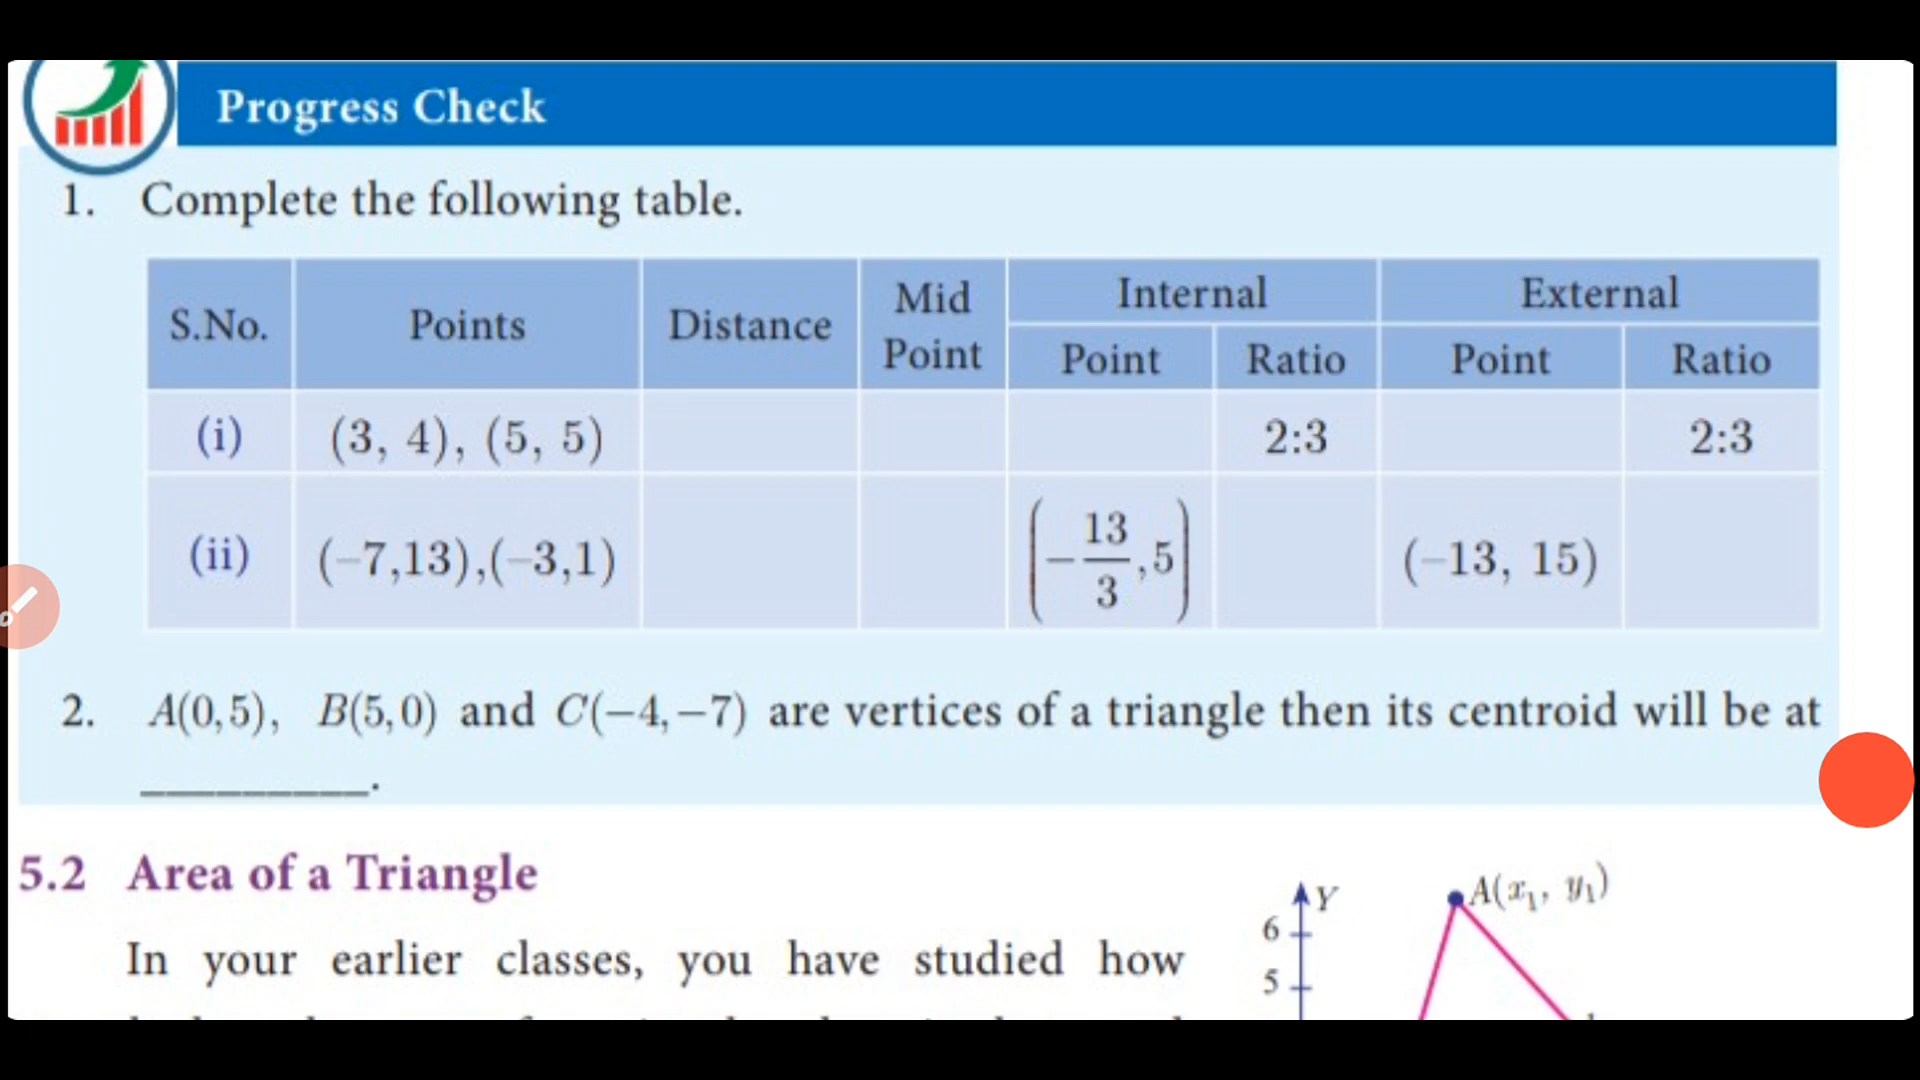 Progress Check
1. Complete the following table.
S.No. Points Distance Mid Point Internal External
Point Ratio Point Ratio
(i) (3, 4), (5, 5) 2:3 2:3
(ii) (−7,13),(−3,1) (−13/3,5) (−13, 15)
2. A(0,5), B(5,0) and C(−4,−7) are vertices of a triangle then its centroid will be at
_________.
5.2 Area of a Triangle
Y A(x₁, y₁)
6
In your earlier classes, you have studied how
5